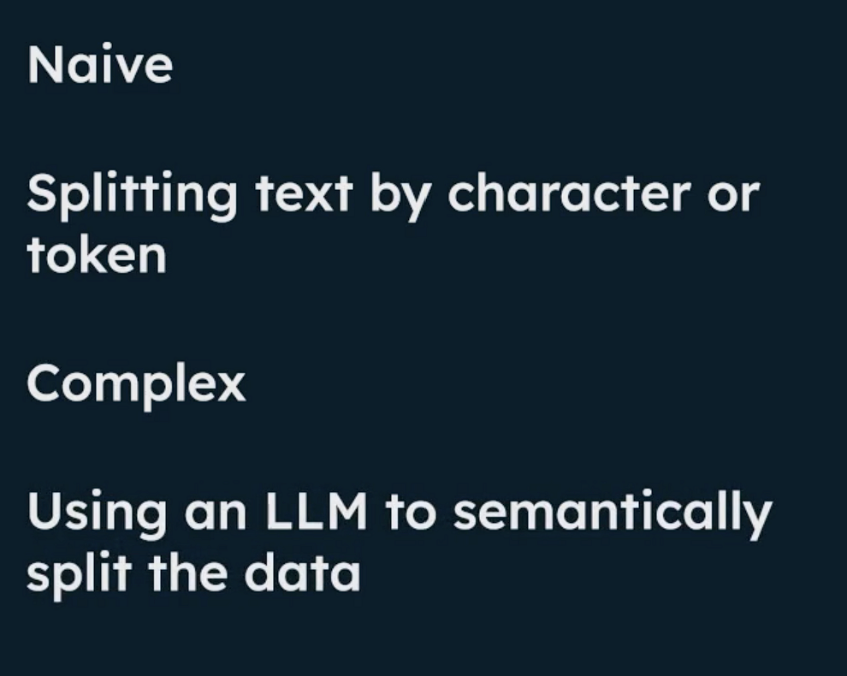 Naive
Splitting text by character or
token
Complex
Using an LLM to semantically
split the data